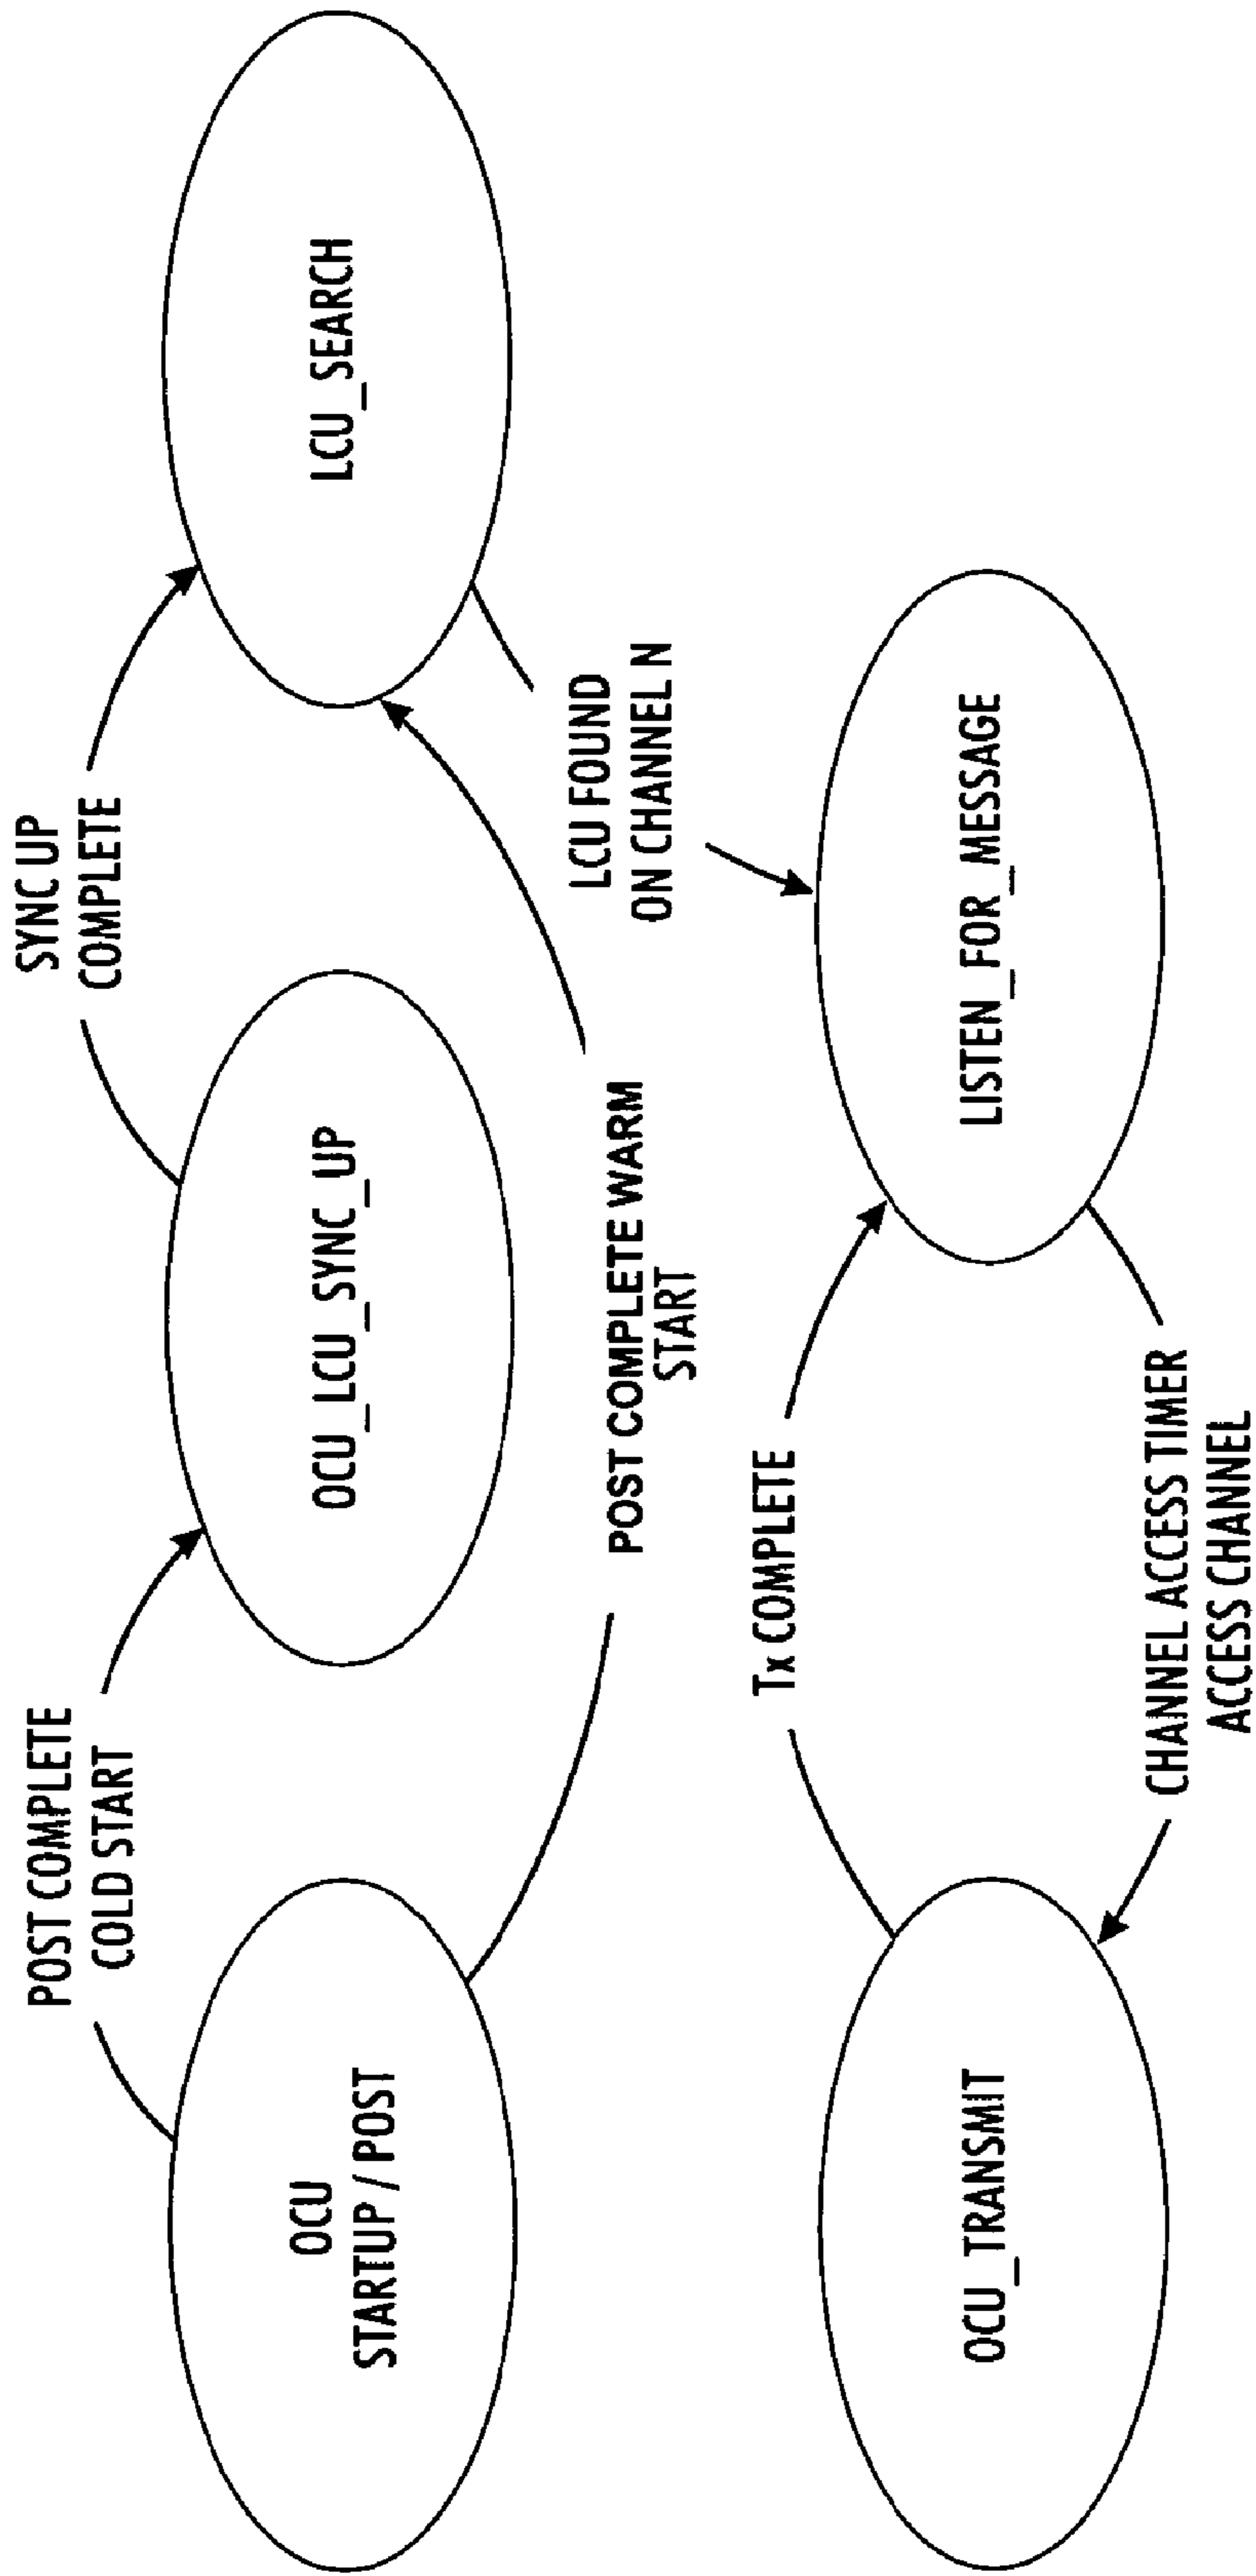 POST COMPLETE
COLD START
SYNC UP
COMPLETE
OCU
STARTUP / POST
OCU_LCU_SYNC_UP
LCU_SEARCH
POST COMPLETE WARM
START
LCU FOUND
ON CHANNEL N
Tx COMPLETE
OCU_TRANSMIT
LISTEN_FOR_MESSAGE
CHANNEL ACCESS TIMER
ACCESS CHANNEL